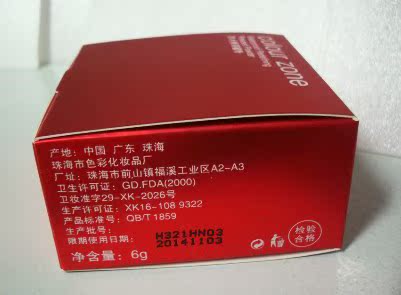 colour zone
产地：中国 广东 珠海
珠海市色彩化妆品厂
厂址：珠海市前山镇福溪工业区A2-A3
卫生许可证：GD.FDA(2000)
卫妆准字29-XK-2026号
生产许可证：XK16-108 9322
产品标准号：QB/T 1859
生产批号：H321HN03
限期使用日期：20141103
净含量：6g
检验
合格